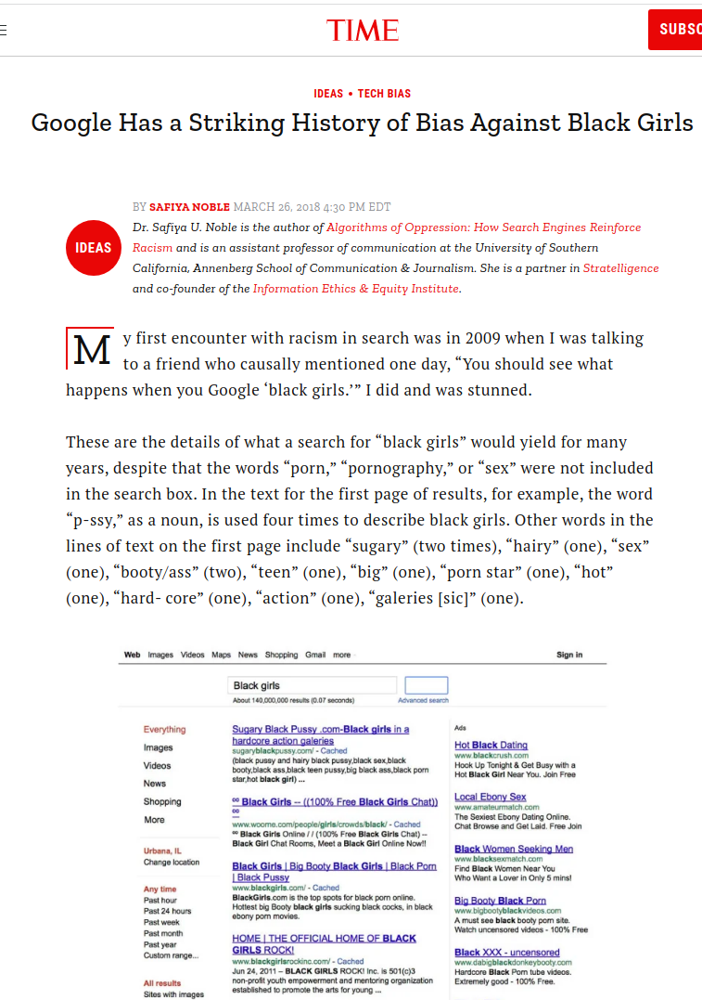 TIME
SUBSC
IDEAS • TECH BIAS
Google Has a Striking History of Bias Against Black Girls
BY SAFIYA NOBLE MARCH 26, 2018 4:30 PM EDT
IDEAS
Dr. Safiya U. Noble is the author of Algorithms of Oppression: How Search Engines Reinforce
Racism and is an assistant professor of communication at the University of Southern
California, Annenberg School of Communication & Journalism. She is a partner in Stratelligence
and co-founder of the Information Ethics & Equity Institute.
My first encounter with racism in search was in 2009 when I was talking
to a friend who causally mentioned one day, “You should see what
happens when you Google ‘black girls.’” I did and was stunned.
These are the details of what a search for “black girls” would yield for many
years, despite that the words “porn,” “pornography,” or “sex” were not included
in the search box. In the text for the first page of results, for example, the word
“p-ssy,” as a noun, is used four times to describe black girls. Other words in the
lines of text on the first page include “sugary” (two times), “hairy” (one), “sex”
(one), “booty/ass” (two), “teen” (one), “big” (one), “porn star” (one), “hot”
(one), “hard- core” (one), “action” (one), “galeries [sic]” (one).
Web Images Videos Maps News Shopping Gmail more
Sign in
Black girls
About 140,000,000 results (0.07 seconds)
Advanced search
Everything
Images
Videos
News
Shopping
More
Urbana, IL
Change location
Any time
Past hour
Past 24 hours
Past week
Past month
Past year
Custom range...
All results
Sites with images
Sugary Black Pussy .com-Black girls in a
hardcore action galeries
sugaryblackpussy.com/ - Cached
(black pussy and hairy black pussy,black sex,black
booty,black ass,black teen pussy,big black ass,black porn
star,hot black girl) ...
∞ Black Girls -- ((100% Free Black Girls Chat))
∞
www.woome.com/people/girls/crowds/black/ - Cached
∞ Black Girls Online / / (100% Free Black Girls Chat) --
Black Girl Chat Rooms, Meet a Black Girl Online Now!!
Black Girls | Big Booty Black Girls | Black Porn
| Black Pussy
www.blackgirls.com/ - Cached
BlackGirls.com is the top spots for black porn online.
Hottest big Booty black girls sucking black cocks, in black
ebony porn movies.
HOME | THE OFFICIAL HOME OF BLACK
GIRLS ROCK!
www.blackgirlsrockinc.com/ - Cached
Jun 24, 2011 – BLACK GIRLS ROCK! Inc. is 501(c)3
non-profit youth empowerment and mentoring organization
established to promote the arts for young ...
Ads
Hot Black Dating
www.blackcrush.com
Hook Up Tonight & Get Busy with a
Hot Black Girl Near You. Join Free
Local Ebony Sex
www.amateurmatch.com
The Sexiest Ebony Dating Online.
Chat Browse and Get Laid. Free Join
Black Women Seeking Men
www.blacksexmatch.com
Find Black Women Near You
Who Want a Lover in Only 5 mins!
Big Booty Black Porn
www.bigbootyblackvideos.com
A must see black booty porn site.
Watch uncensored videos - 100% Free
Black XXX - uncensored
www.dabigblackdonkeybooty.com
Hardcore Black Porn tube videos.
Extremely good - 100% Free.